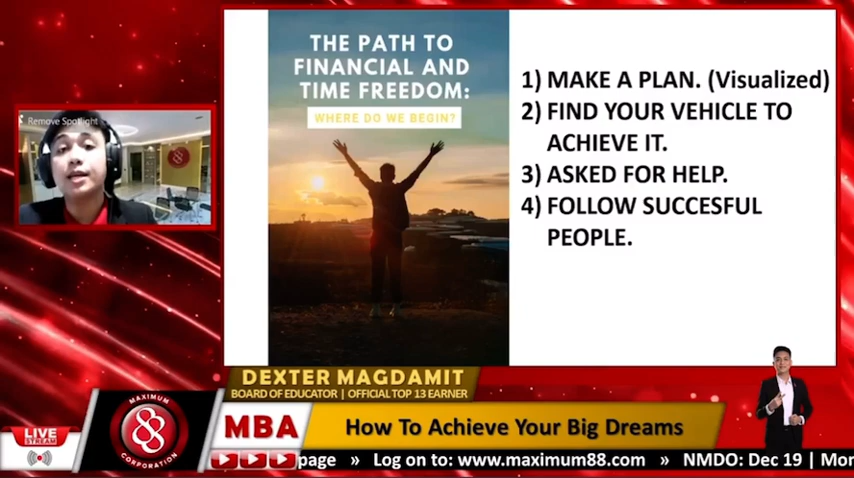 Remove Spotlight
88
THE PATH TO
FINANCIAL AND
TIME FREEDOM:
WHERE DO WE BEGIN?
1) MAKE A PLAN. (Visualized)
2) FIND YOUR VEHICLE TO
ACHIEVE IT.
3) ASKED FOR HELP.
4) FOLLOW SUCCESFUL
PEOPLE.
DEXTER MAGDAMIT
BOARD OF EDUCATOR | OFFICIAL TOP 13 EARNER
LIVE
STREAM
MAXIMUM
88
CORPORATION
MBA
How To Achieve Your Big Dreams
page » Log on to: www.maximum88.com » NMDO: Dec 19 | Mon